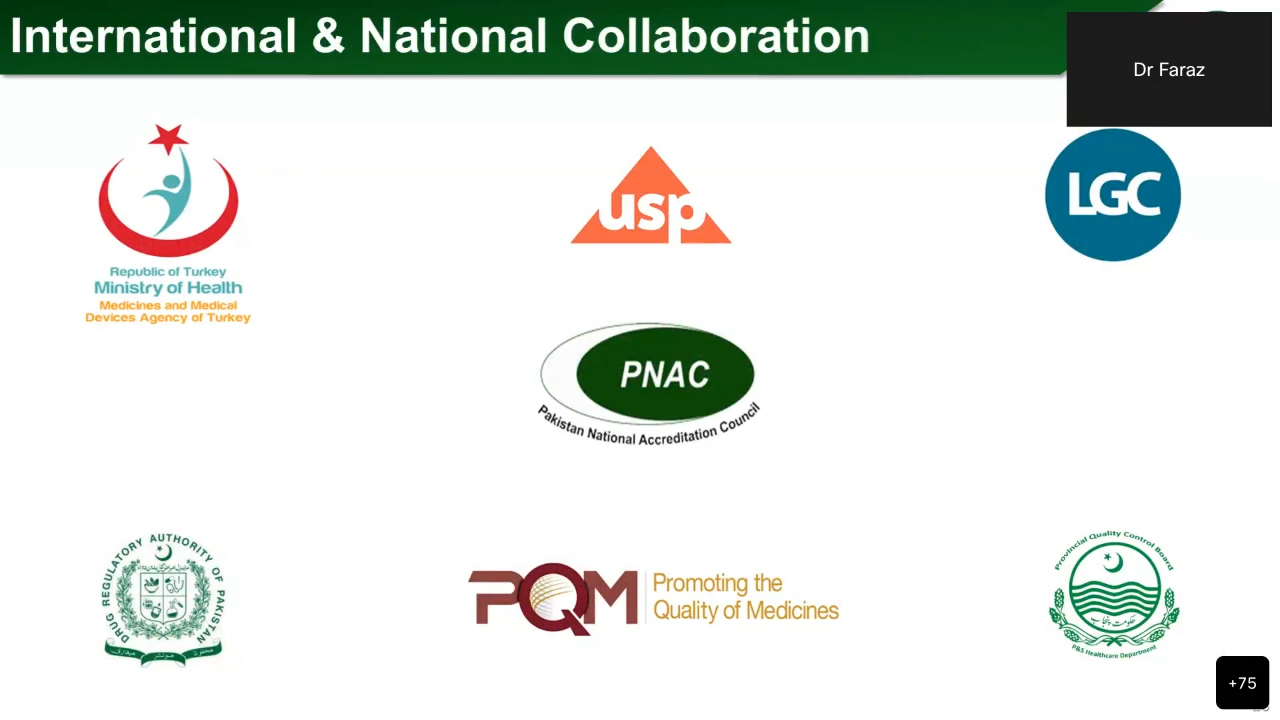 International & National Collaboration
Dr Faraz
Republic of Turkey
Ministry of Health
Medicines and Medical
Devices Agency of Turkey
usp
LGC
PNAC
Pakistan National Accreditation Council
DRUG REGULATORY AUTHORITY OF PAKISTAN
PQM
Promoting the
Quality of Medicines
Provincial Quality Control Board
حکومت پنجاب
P&S Healthcare Department
+75